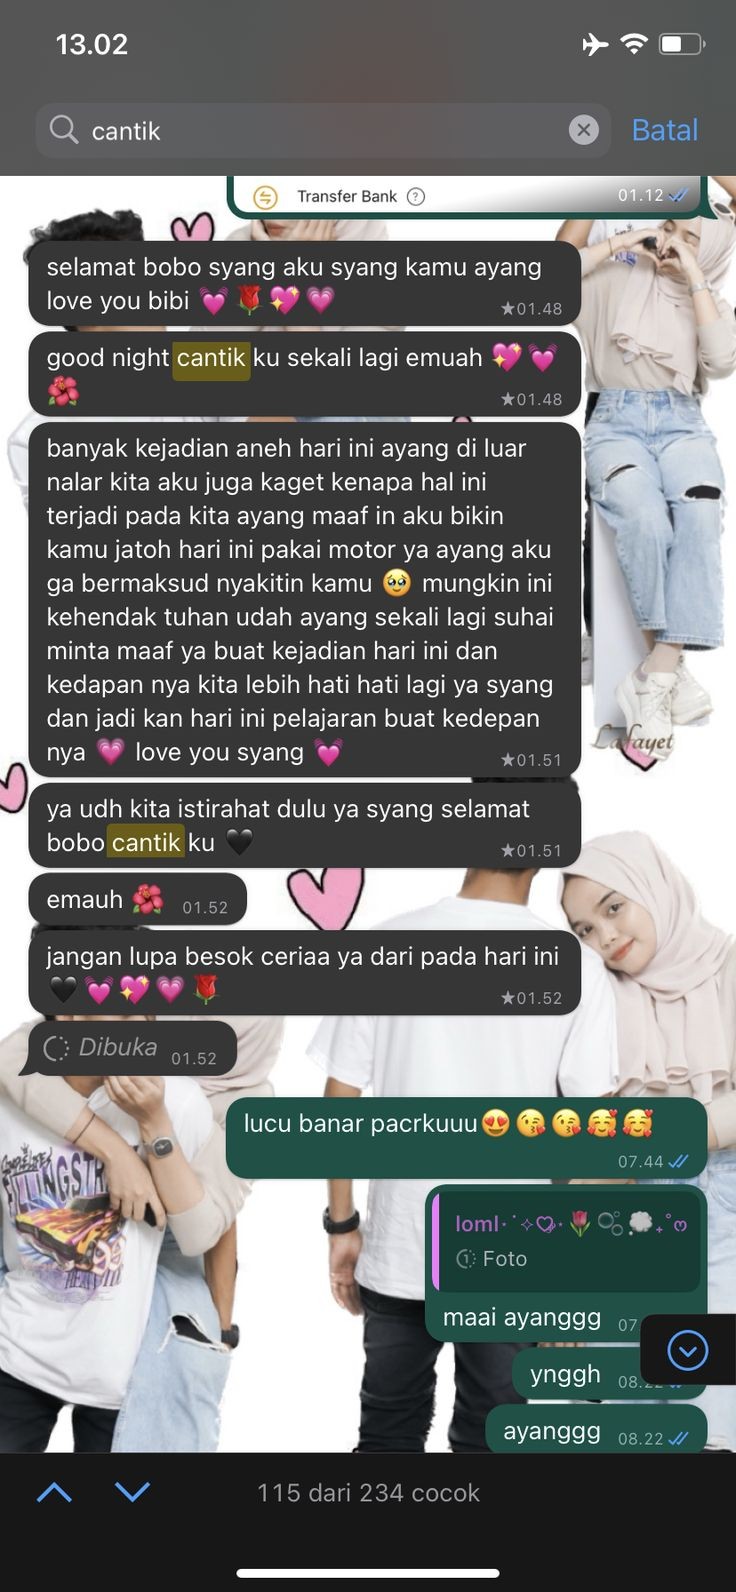 13.02
cantik
Batal
Transfer Bank ?
01.12
selamat bobo syang aku syang kamu ayang
love you bibi 💓🌹💖💗
★01.48
good night cantik ku sekali lagi emuah 💖💓
🌺
★01.48
banyak kejadian aneh hari ini ayang di luar
nalar kita aku juga kaget kenapa hal ini
terjadi pada kita ayang maaf in aku bikin
kamu jatoh hari ini pakai motor ya ayang aku
ga bermaksud nyakitin kamu 🥹 mungkin ini
kehendak tuhan udah ayang sekali lagi suhai
minta maaf ya buat kejadian hari ini dan
kedapan nya kita lebih hati hati lagi ya syang
dan jadi kan hari ini pelajaran buat kedepan
nya 💗 love you syang 💓
★01.51
Lafayet
ya udh kita istirahat dulu ya syang selamat
bobo cantik ku 🖤
★01.51
emauh 🌺
01.52
jangan lupa besok ceriaa ya dari pada hari ini
🖤💓💖💗🌹
★01.52
Dibuka
01.52
lucu banar pacrkuuu😍😘😘🥰🥰
07.44
loml
1 Foto
maai ayanggg
07
ynggh
08.
ayanggg
08.22
115 dari 234 cocok